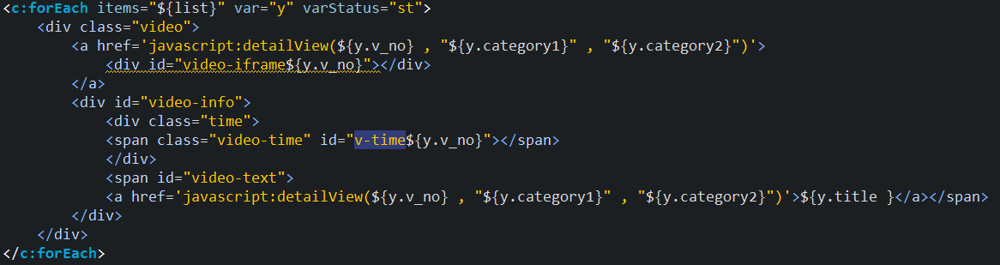 <c:forEach items="${list}" var="y" varStatus="st">
    <div class="video">
        <a href='javascript:detailView(${y.v_no} , "${y.category1}" , "${y.category2}")'>
            <div id="video-iframe${y.v_no}"></div>
        </a>
        <div id="video-info">
            <div class="time">
            <span class="video-time" id="v-time${y.v_no}"></span>
            </div>
            <span id="video-text">
            <a href='javascript:detailView(${y.v_no} , "${y.category1}" , "${y.category2}")'>${y.title }</a></span>
        </div>
    </div>
</c:forEach>